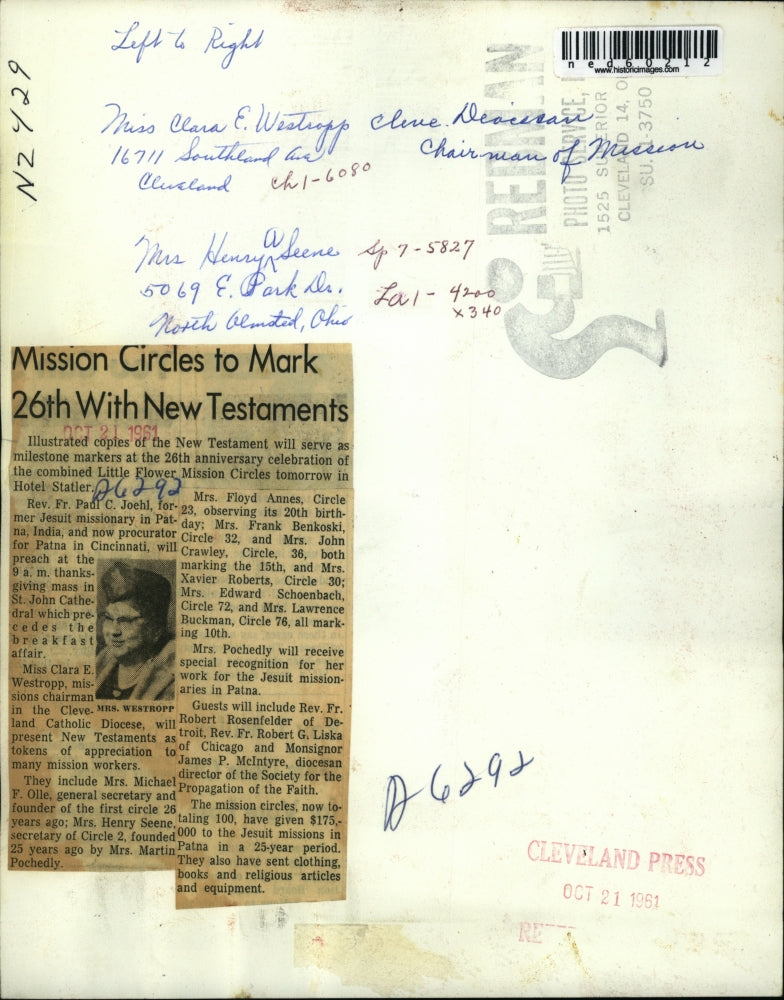 Left to Right
ned60212
www.historicimages.com
N2429
Miss Clara E. Westropp Cleve. Diocesan
16711 Southland Ave Chairman of Mission
Cleveland Ch1-6080
REBMAN
PHOTO SERVICE,
1525 SUPERIOR
CLEVELAND 14, O
SU. 1-3750
Mrs Henry A Seene Sp 7-5827
5069 E. Park Dr. La1 - 4200
x340
North Olmsted, Ohio
Mission Circles to Mark
26th With New Testaments
OCT 21 1961
Illustrated copies of the New Testament will serve as
milestone markers at the 26th anniversary celebration of
the combined Little Flower Mission Circles tomorrow in
Hotel Statler.
D6292
Rev. Fr. Paul C. Joehl, for-
mer Jesuit missionary in Pat-
na, India, and now procurator
for Patna in Cincinnati, will
preach at the
9 a. m. thanks-
giving mass in
St. John Cathe-
dral which pre-
cedes the
breakfast
affair.
Miss Clara E.
Westropp, mis-
sions chairman
in the Cleve-
MRS. WESTROPP
land Catholic Diocese, will
present New Testaments as
tokens of appreciation to
many mission workers.
They include Mrs. Michael
F. Olle, general secretary and
founder of the first circle 26
years ago; Mrs. Henry Seene,
secretary of Circle 2, founded
25 years ago by Mrs. Martin
Pochedly.
Mrs. Floyd Annes, Circle
23, observing its 20th birth-
day; Mrs. Frank Benkoski,
Circle 32, and Mrs. John
Crawley, Circle, 36, both
marking the 15th, and Mrs.
Xavier Roberts, Circle 30;
Mrs. Edward Schoenbach,
Circle 72, and Mrs. Lawrence
Buckman, Circle 76, all mark-
ing 10th.
Mrs. Pochedly will receive
special recognition for her
work for the Jesuit mission-
aries in Patna.
Guests will include Rev. Fr.
Robert Rosenfelder of De-
troit, Rev. Fr. Robert G. Liska
of Chicago and Monsignor
James P. McIntyre, diocesan
director of the Society for the
Propagation of the Faith.
The mission circles, now to-
taling 100, have given $175,-
000 to the Jesuit missions in
Patna in a 25-year period.
They also have sent clothing,
books and religious articles
and equipment.
D6292
CLEVELAND PRESS
OCT 21 1961